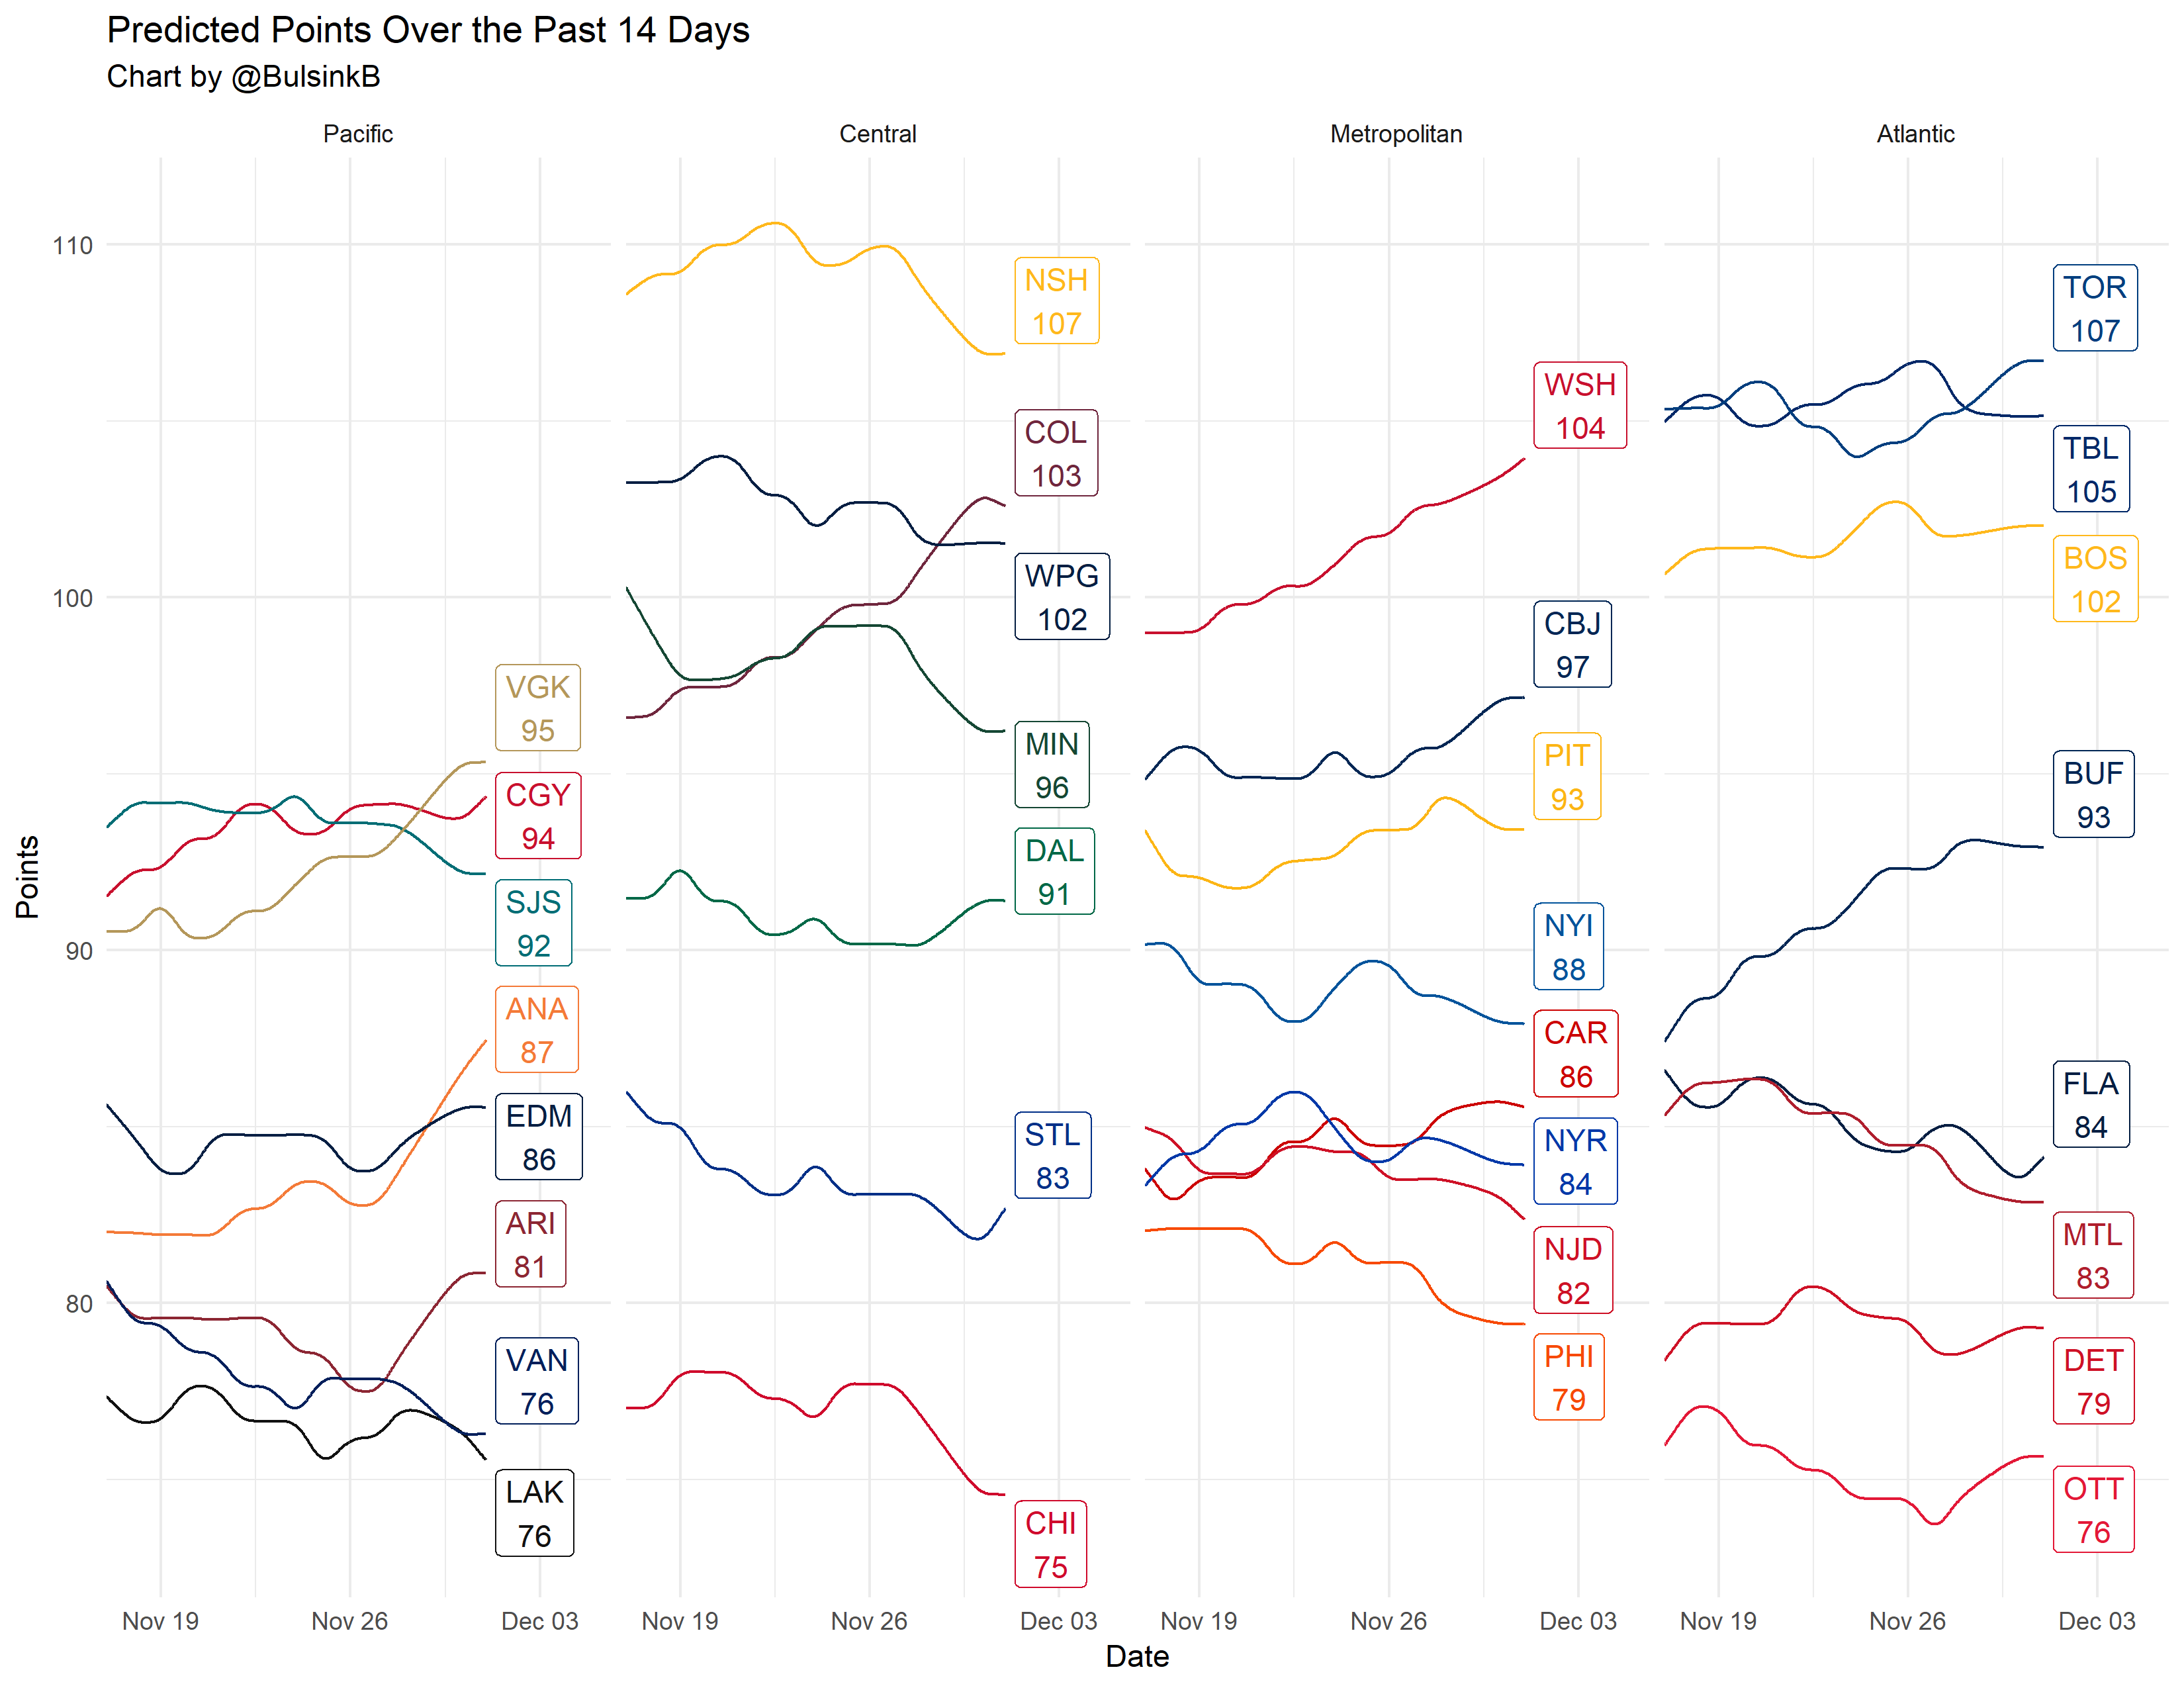 Predicted Points Over the Past 14 Days
Chart by @BulsinkB
Pacific
Central
Metropolitan
Atlantic
Points
110
100
90
80
VGK
95
CGY
94
SJS
92
ANA
87
EDM
86
ARI
81
VAN
76
LAK
76
NSH
107
COL
103
WPG
102
MIN
96
DAL
91
STL
83
CHI
75
WSH
104
CBJ
97
PIT
93
NYI
88
CAR
86
NYR
84
NJD
82
PHI
79
TOR
107
TBL
105
BOS
102
BUF
93
FLA
84
MTL
83
DET
79
OTT
76
Nov 19
Nov 26
Dec 03
Nov 19
Nov 26
Dec 03
Nov 19
Nov 26
Dec 03
Nov 19
Nov 26
Dec 03
Date